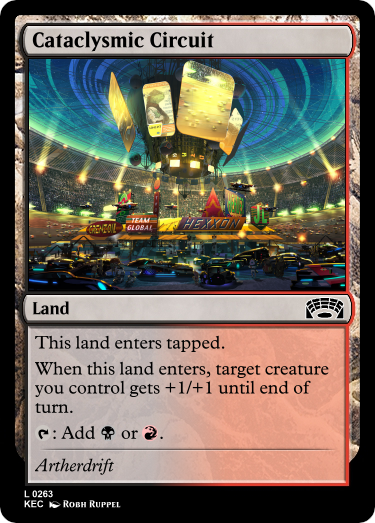 Cataclysmic Circuit
GREMZOIL
TEAM
GLOBAL
HEXXON
Land
This land enters tapped.
When this land enters, target creature
you control gets +1/+1 until end of
turn.
: Add or .
Artherdrift
L 0263
KEC Robh Ruppel